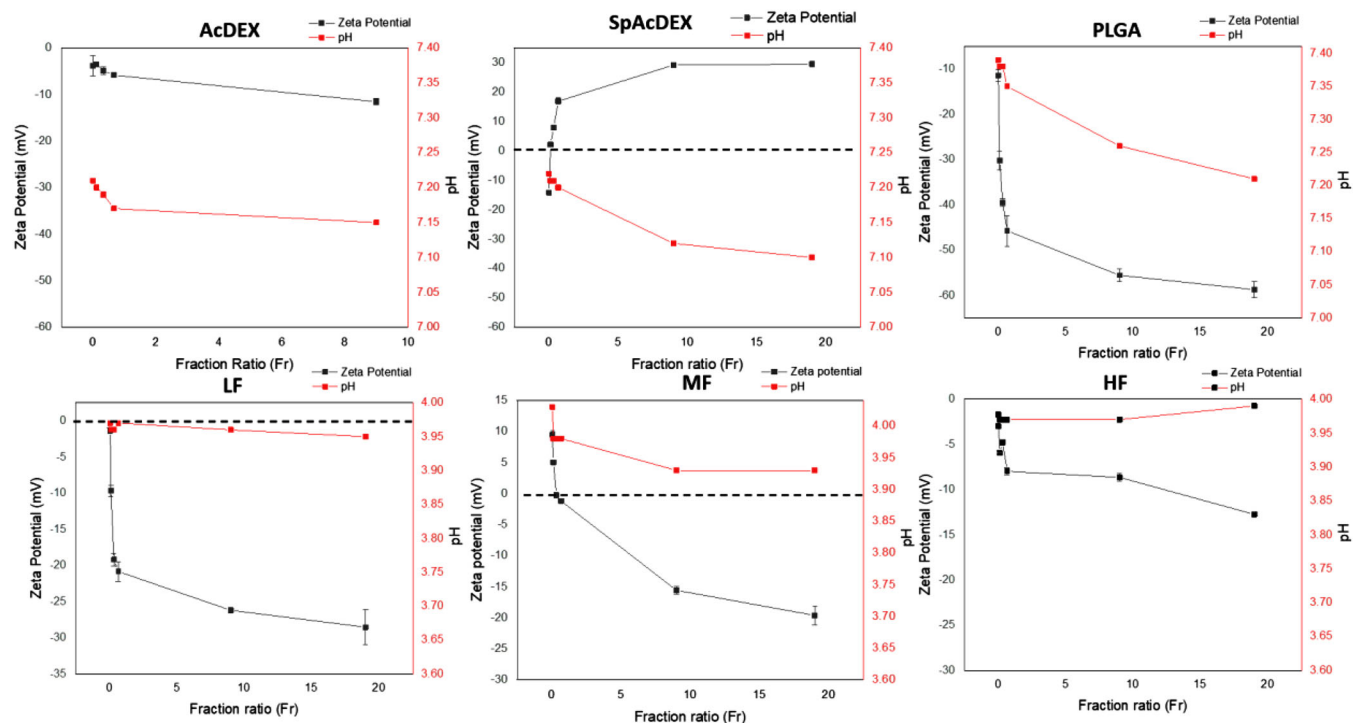 AcDEX
Zeta Potential
pH
0
-10
-20
-30
-40
-50
-60
Zeta Potential (mV)
7.40
7.35
7.30
7.25
7.20
7.15
7.10
7.05
7.00
pH
0 2 4 6 8 10
Fraction Ratio (Fr)
SpAcDEX
Zeta Potential
pH
30
20
10
0
-10
-20
-30
-40
-50
-60
Zeta Potential (mV)
7.40
7.35
7.30
7.25
7.20
7.15
7.10
7.05
7.00
pH
0 5 10 15 20
Fraction ratio (Fr)
PLGA
Zeta Potential
pH
-10
-20
-30
-40
-50
-60
Zeta Potential (mV)
7.40
7.35
7.30
7.25
7.20
7.15
7.10
7.05
7.00
pH
0 5 10 15 20
Fraction ratio (Fr)
LF
Zeta Potential
pH
0
-5
-10
-15
-20
-25
-30
-35
Zeta Potential (mV)
4.00
3.95
3.90
3.85
3.80
3.75
3.70
3.65
3.60
pH
0 5 10 15 20
Fraction ratio (Fr)
MF
Zeta potential
pH
15
10
5
0
-5
-10
-15
-20
-25
-30
Zeta potential (mV)
4.00
3.95
3.90
3.85
3.80
3.75
3.70
3.65
3.60
pH
0 5 10 15 20
Fraction ratio (Fr)
HF
Zeta Potential
pH
0
-5
-10
-15
-20
-25
-30
Zeta Potential (mV)
4.00
3.95
3.90
3.85
3.80
3.75
3.70
3.65
3.60
pH
0 5 10 15 20
Fraction ratio (Fr)